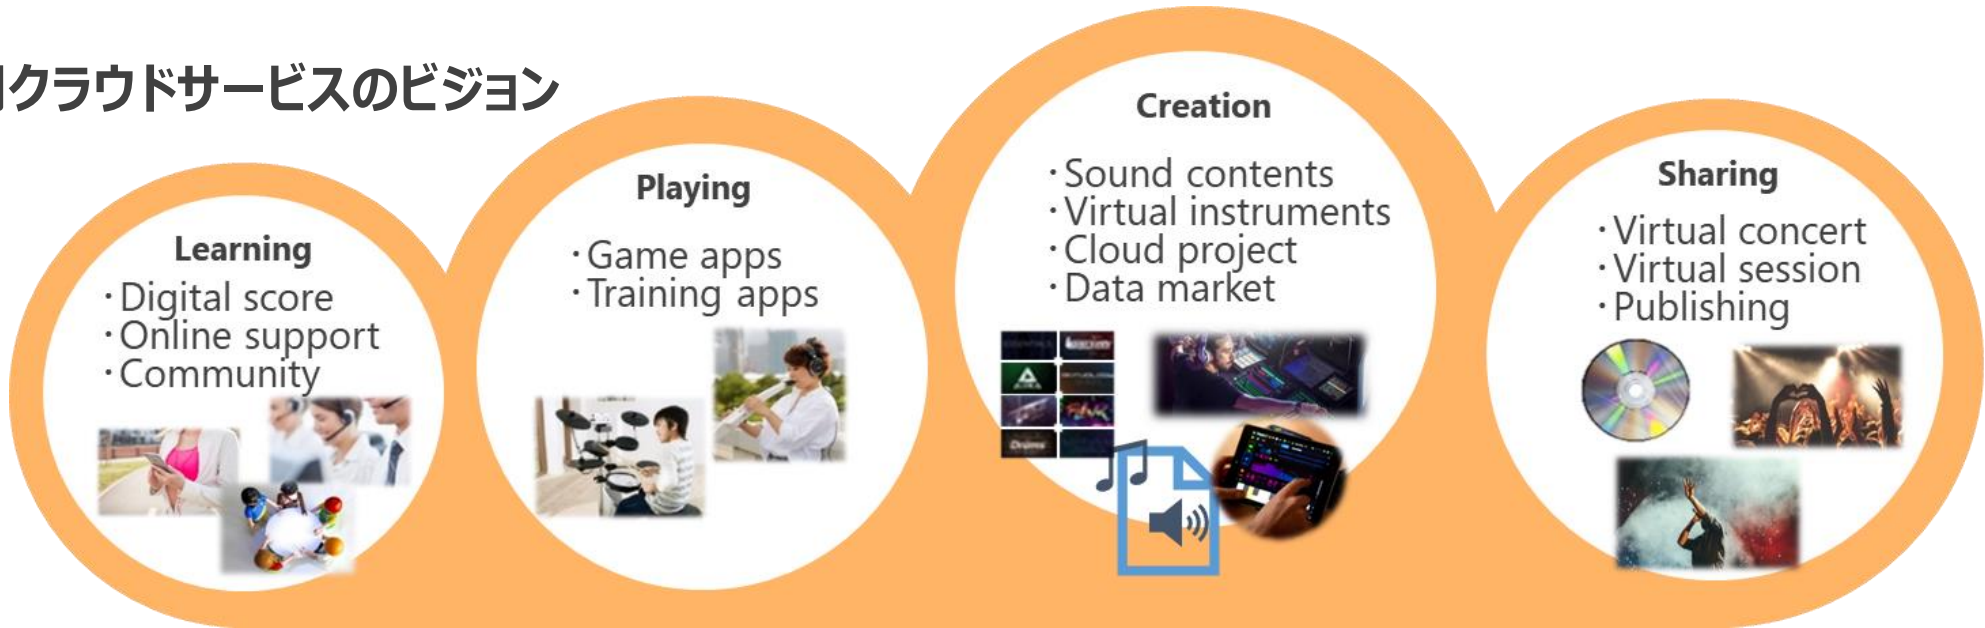 クラウドサービスのビジョン
Learning
・Digital score
・Online support
・Community
Playing
・Game apps
・Training apps
Creation
・Sound contents
・Virtual instruments
・Cloud project
・Data market
Drums
Sharing
・Virtual concert
・Virtual session
・Publishing